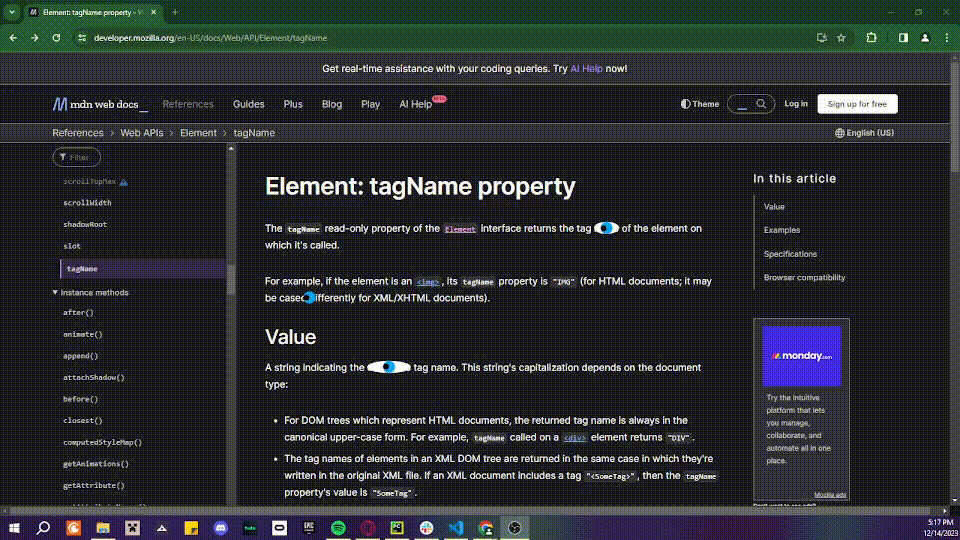 Element: tagName property -
developer.mozilla.org/en-US/docs/Web/API/Element/tagName
Get real-time assistance with your coding queries. Try AI Help now!
mdn web docs_
References
Guides
Plus
Blog
Play
AI Help
BETA
Theme
Log in
Sign up for free
References > Web APIs > Element > tagName
English (US)
Filter
scrollTopMax
scrollWidth
shadowRoot
slot
tagName
Instance methods
after()
animate()
append()
attachShadow()
before()
closest()
computedStyleMap()
getAnimations()
getAttribute()
Element: tagName property
The tagName read-only property of the Element interface returns the tag of the element on
which it's called.
For example, if the element is an <img>, its tagName property is "IMG" (for HTML documents; it may
be cased ifferently for XML/XHTML documents).
Value
A string indicating the tag name. This string's capitalization depends on the document
type:
• For DOM trees which represent HTML documents, the returned tag name is always in the
canonical upper-case form. For example, tagName called on a <div> element returns "DIV".
• The tag names of elements in an XML DOM tree are returned in the same case in which they're
written in the original XML file. If an XML document includes a tag "<SomeTag>", then the tagName
property's value is "SomeTag".
In this article
Value
Examples
Specifications
Browser compatibility
monday.com
Try the intuitive
platform that lets
you manage,
collaborate, and
automate all in one
place.
Mozilla ads
Don't want to see ads?
hulu
EPIC
PC
5:17 PM
12/14/2023